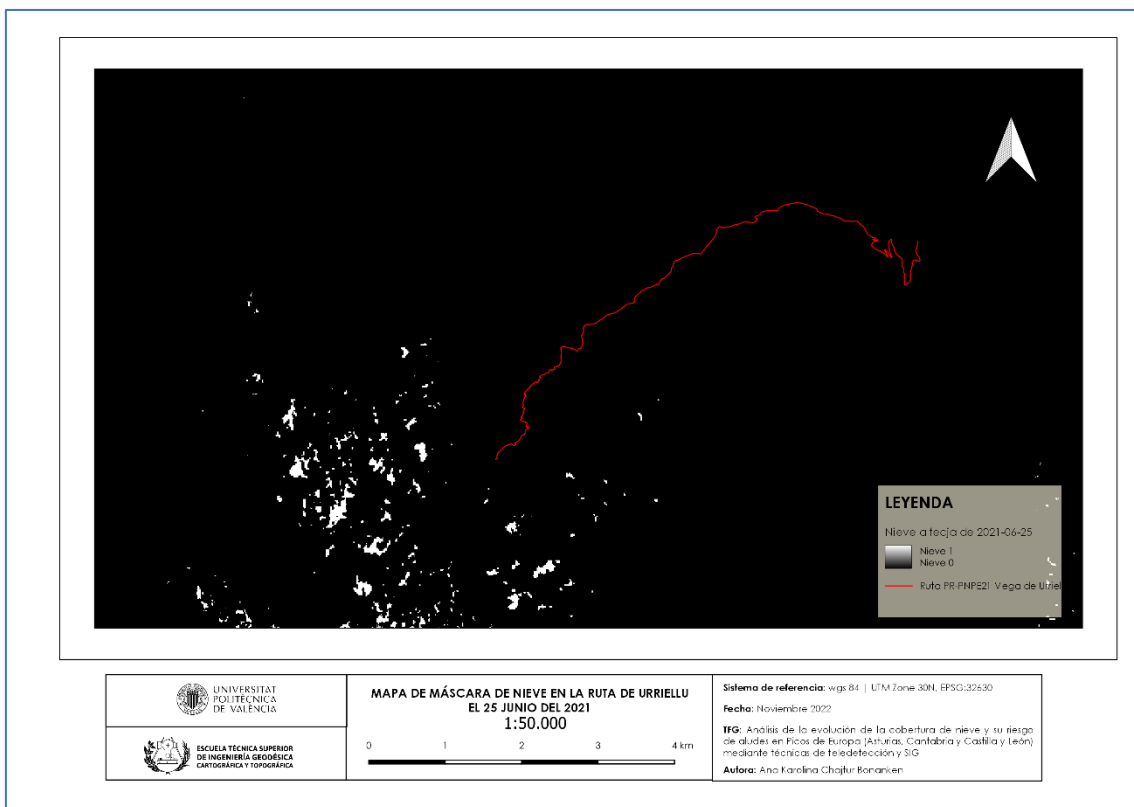 LEYENDA
Nieve a fecja de 2021-06-25
Nieve 1
Nieve 0
Ruta PR-PNPE21 Vega de Urriel
UNIVERSITAT
POLITÈCNICA
DE VALÈNCIA
ESCUELA TÉCNICA SUPERIOR
DE INGENIERÍA GEODÉSICA
CARTOGRÁFICA Y TOPOGRÁFICA
MAPA DE MÁSCARA DE NIEVE EN LA RUTA DE URRIELLU
EL 25 JUNIO DEL 2021
1:50.000
0 1 2 3 4 km
Sistema de referencia: wgs 84 | UTM Zone 30N, EPSG:32630
Fecha: Noviembre 2022
TFG: Análisis de la evolución de la cobertura de nieve y su riesgo
de aludes en Picos de Europa (Asturias, Cantabria y Castilla y León)
mediante técnicas de teledetección y SIG
Autora: Ana Karolina Chajtur Bonanken